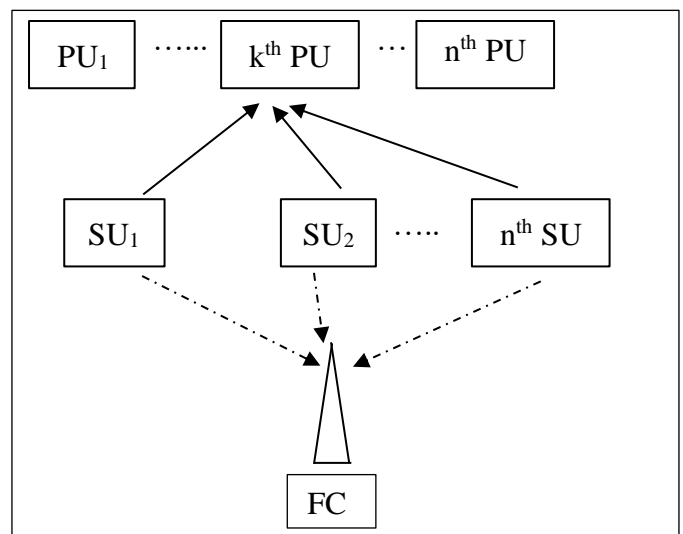 PU₁ …... kᵗʰ PU … nᵗʰ PU
SU₁ SU₂ ….. nᵗʰ SU
FC